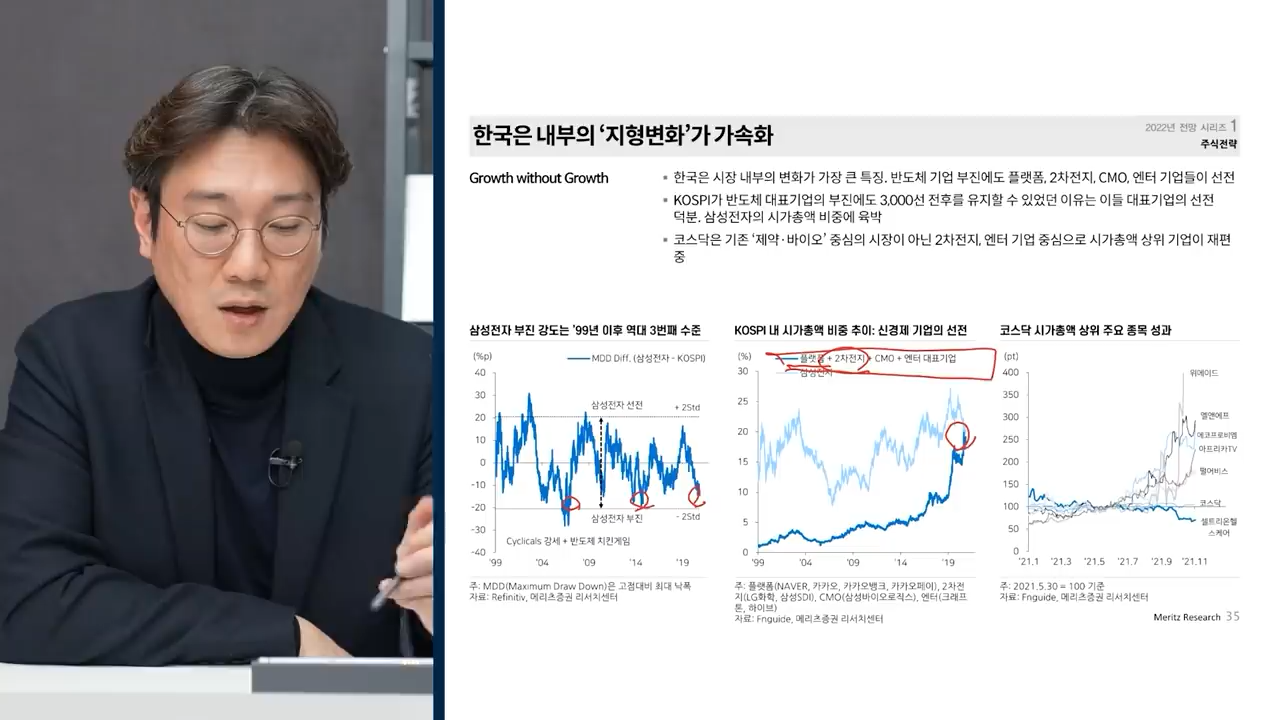 한국은 내부의 ‘지형변화’가 가속화
2022년 전망 시리즈 1
주식전략
Growth without Growth
▪ 한국은 시장 내부의 변화가 가장 큰 특징. 반도체 기업 부진에도 플랫폼, 2차전지, CMO, 엔터 기업들이 선전
▪ KOSPI가 반도체 대표기업의 부진에도 3,000선 전후를 유지할 수 있었던 이유는 이들 대표기업의 선전
덕분. 삼성전자의 시가총액 비중에 육박
▪ 코스닥은 기존 ‘제약·바이오’ 중심의 시장이 아닌 2차전지, 엔터 기업 중심으로 시가총액 상위 기업이 재편
중
삼성전자 부진 강도는 ’99년 이후 역대 3번째 수준
(%p)
MDD Diff. (삼성전자 - KOSPI)
40
30
20
10
0
-10
-20
-30
-40
삼성전자 선전
+ 2Std
삼성전자 부진
- 2Std
Cyclicals 강세 + 반도체 치킨게임
'99 '04 '09 '14 '19
주: MDD(Maximum Draw Down)은 고점대비 최대 낙폭
자료: Refinitiv, 메리츠증권 리서치센터
KOSPI 내 시가총액 비중 추이: 신경제 기업의 선전
(%)
플랫폼 + 2차전지 + CMO + 엔터 대표기업
삼성전자
30
25
20
15
10
5
0
'99 '04 '09 '14 '19
주: 플랫폼(NAVER, 카카오, 카카오뱅크, 카카오페이), 2차전
지(LG화학, 삼성SDI), CMO(삼성바이오로직스), 엔터(크래프
톤, 하이브)
자료: Fnguide, 메리츠증권 리서치센터
코스닥 시가총액 상위 주요 종목 성과
(pt)
400
350
300
250
200
150
100
50
0
위메이드
엘앤에프
에코프로비엠
아프리카TV
펄어비스
코스닥
셀트리온헬
스케어
'21.1 '21.3 '21.5 '21.7 '21.9 '21.11
주: 2021.5.30 = 100 기준
자료: Fnguide, 메리츠증권 리서치센터
Meritz Research 35